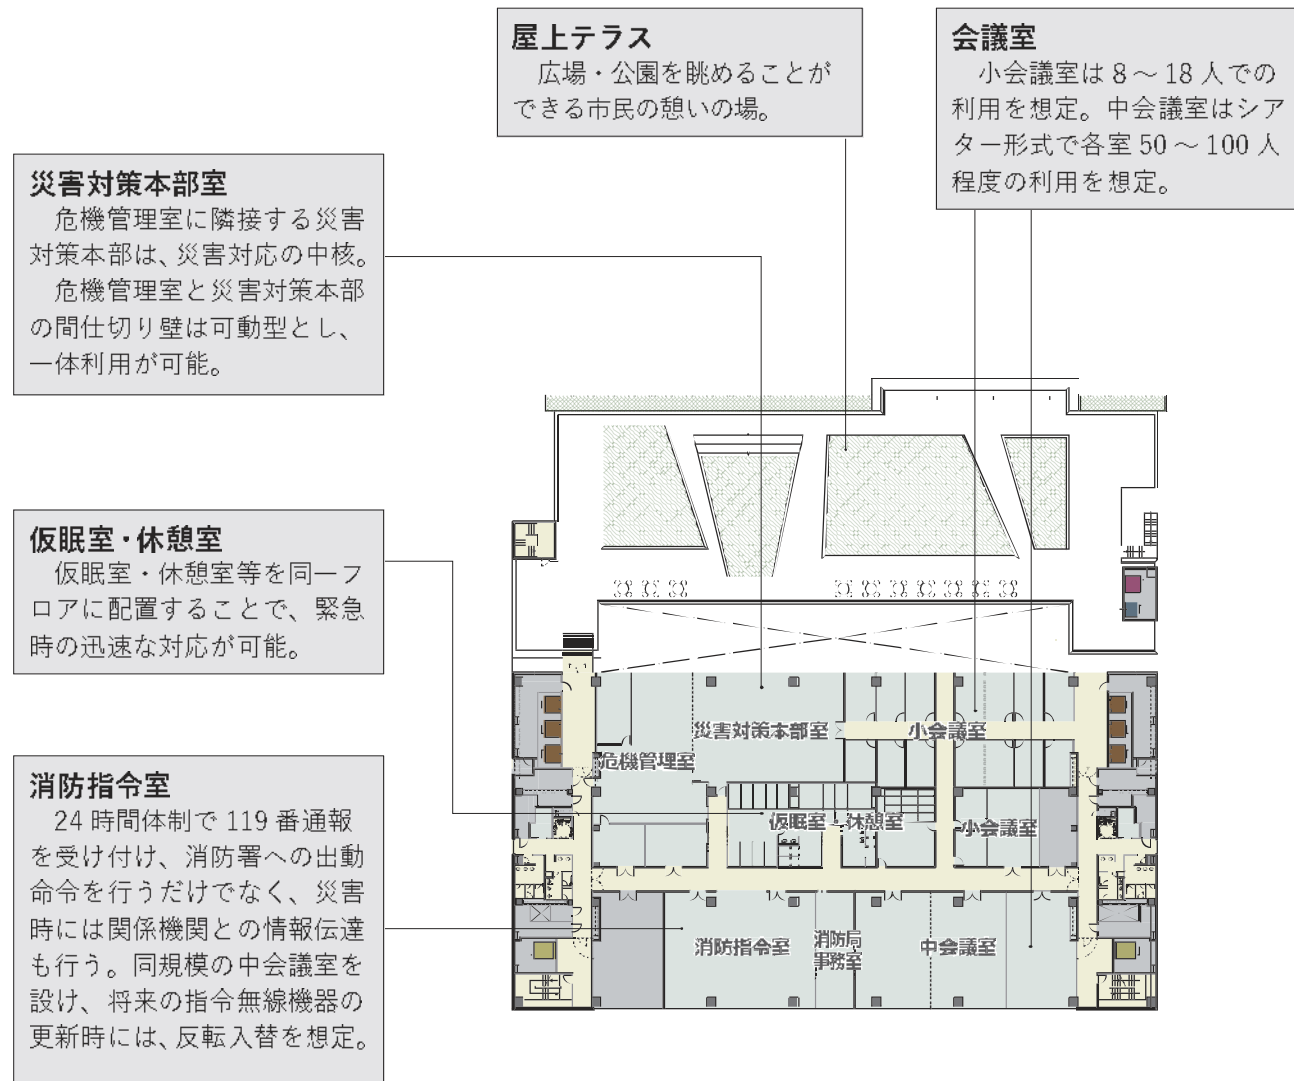 屋上テラス
　広場・公園を眺めることが
できる市民の憩いの場。
会議室
　小会議室は 8～18 人での
利用を想定。中会議室はシア
ター形式で各室 50～100 人
程度の利用を想定。
災害対策本部室
　危機管理室に隣接する災害
対策本部は、災害対応の中核。
　危機管理室と災害対策本部
の間仕切り壁は可動型とし、
一体利用が可能。
仮眠室・休憩室
　仮眠室・休憩室等を同一フ
ロアに配置することで、緊急
時の迅速な対応が可能。
消防指令室
　24 時間体制で 119 番通報
を受け付け、消防署への出動
命令を行うだけでなく、災害
時には関係機関との情報伝達
も行う。同規模の中会議室を
設け、将来の指令無線機器の
更新時には、反転入替を想定。
災害対策本部室
小会議室
危機管理室
仮眠室・休憩室
小会議室
消防指令室
消防局
事務室
中会議室